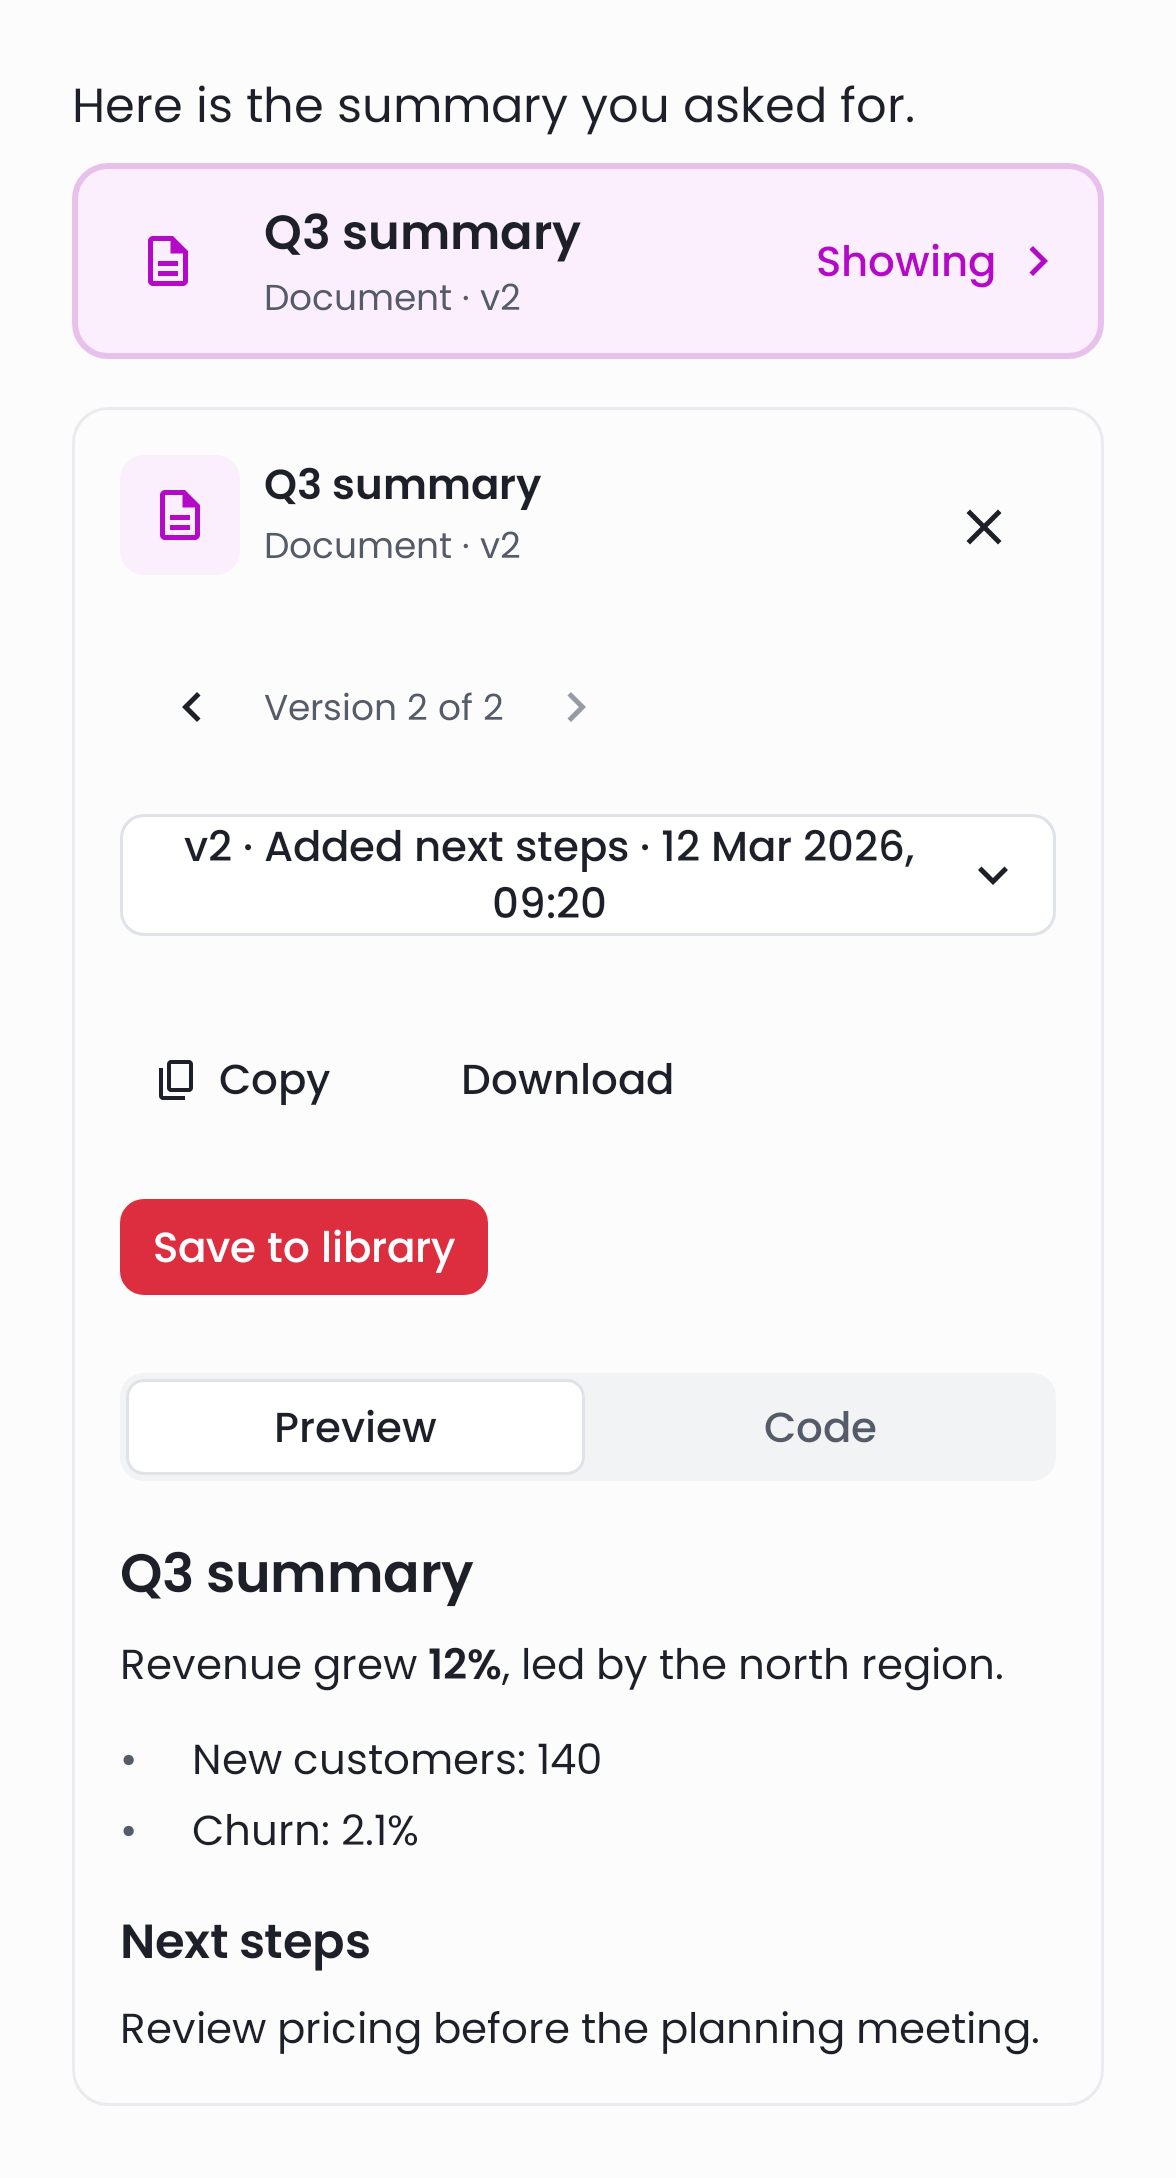 Here is the summary you asked for.
Q3 summary
Document · v2
Showing
Q3 summary
Document · v2
Version 2 of 2
v2 · Added next steps · 12 Mar 2026,
09:20
Copy
Download
Save to library
Preview
Code
Q3 summary
Revenue grew 12%, led by the north region.
• New customers: 140
• Churn: 2.1%
Next steps
Review pricing before the planning meeting.